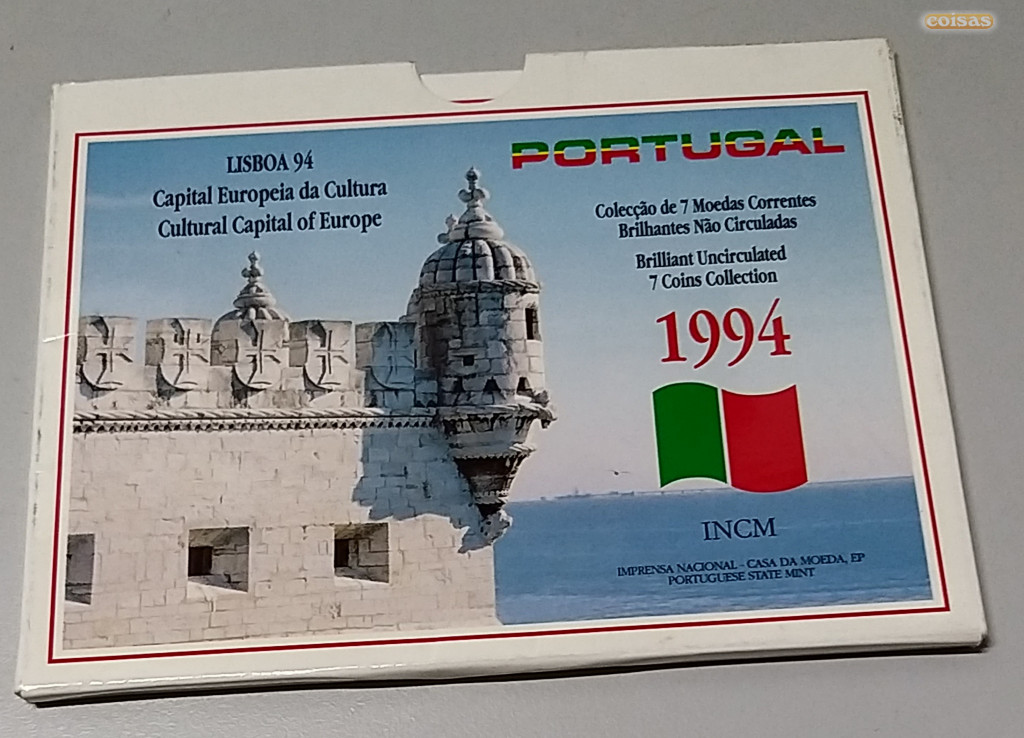 coisas
LISBOA 94
Capital Europeia da Cultura
Cultural Capital of Europe
PORTUGAL
Colecção de 7 Moedas Correntes
Brilhantes Não Circuladas
Brilliant Uncirculated
7 Coins Collection
1994
INCM
IMPRENSA NACIONAL - CASA DA MOEDA, EP
PORTUGUESE STATE MINT